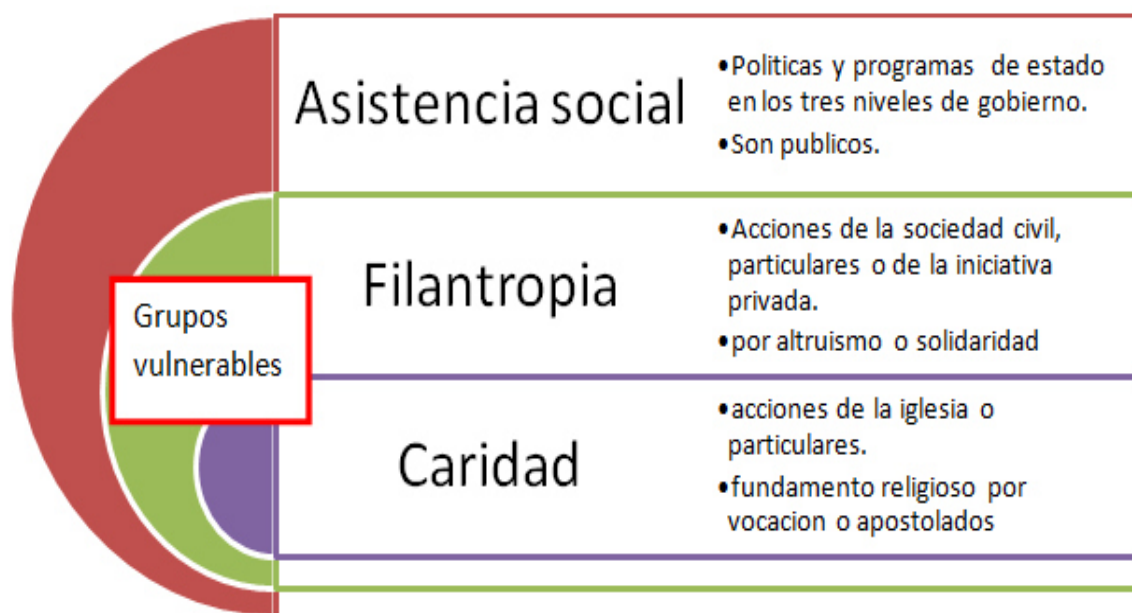 Asistencia social
•Politicas y programas de estado
en los tres niveles de gobierno.
•Son publicos.
Filantropia
•Acciones de la sociedad civil,
particulares o de la iniciativa
privada.
•por altruismo o solidaridad
Grupos
vulnerables
Caridad
•acciones de la iglesia o
particulares.
•fundamento religioso por
vocacion o apostolados